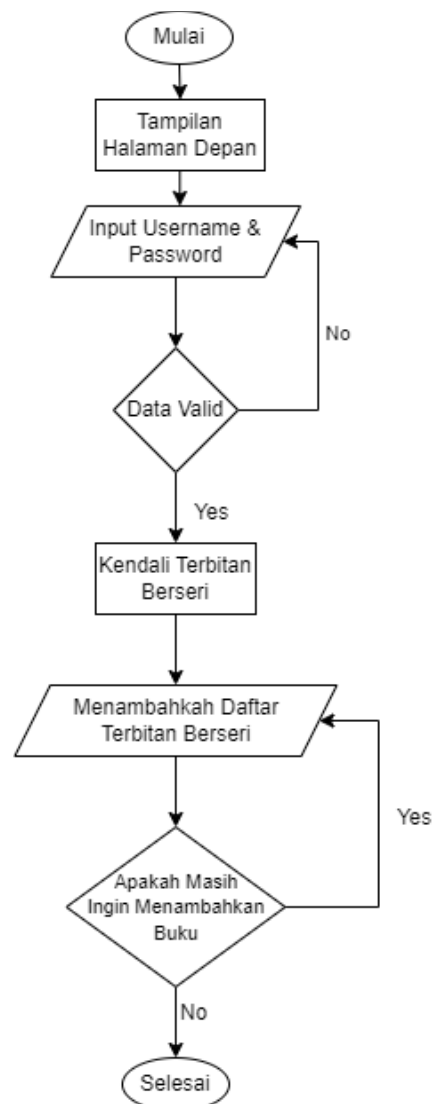 Mulai
Tampilan
Halaman Depan
Input Username &
Password
No
Data Valid
Yes
Kendali Terbitan
Berseri
Menambahkah Daftar
Terbitan Berseri
Yes
Apakah Masih
Ingin Menambahkan
Buku
No
Selesai